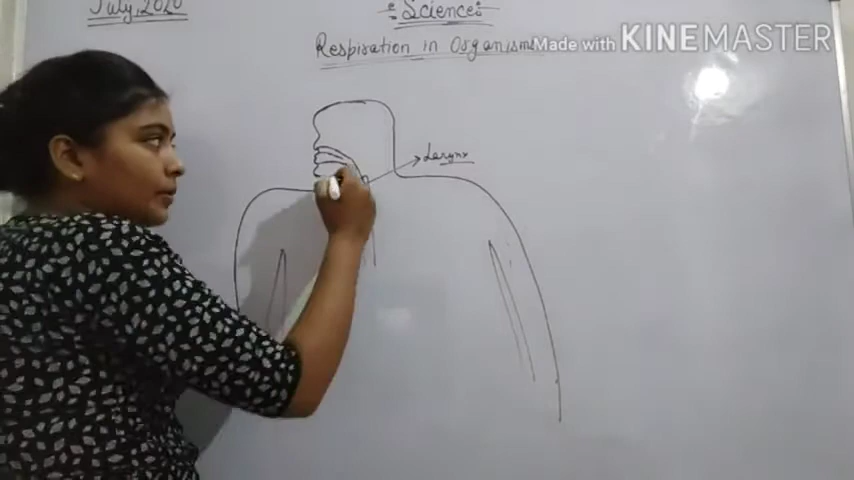 July, 2020
Science
Respiration in Organism
Made with KINEMASTER
Larynx